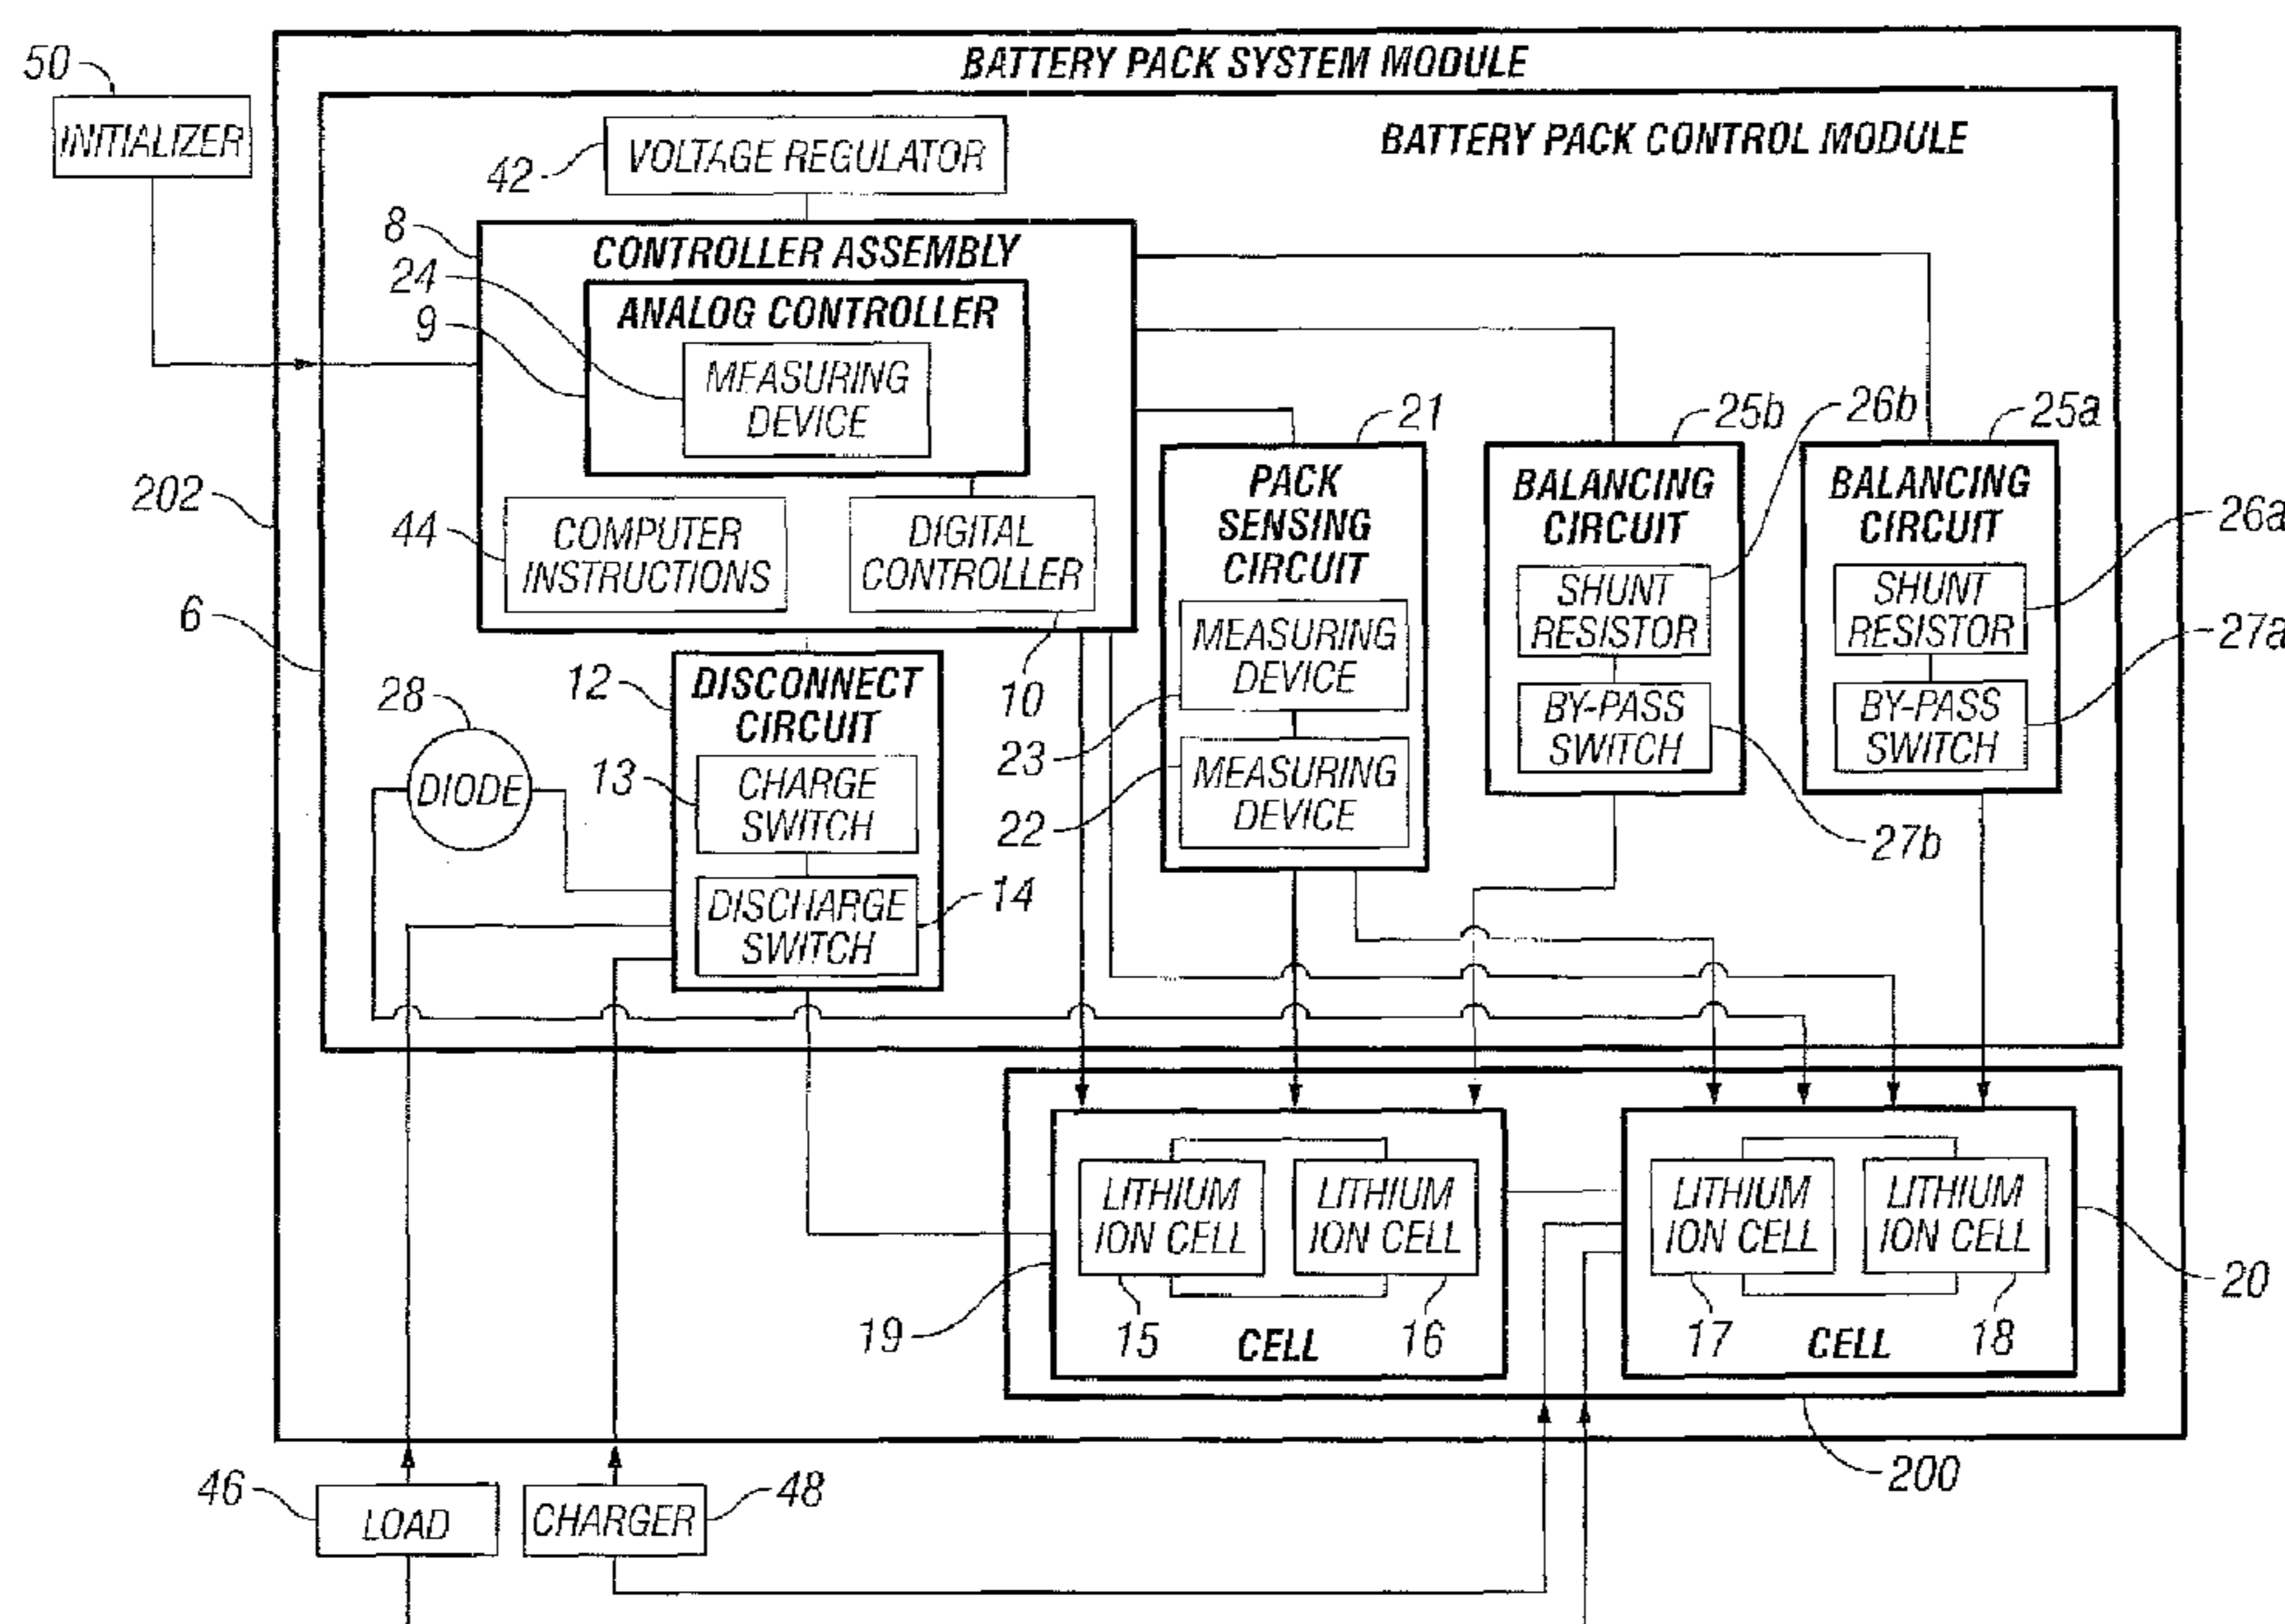 BATTERY PACK SYSTEM MODULE
50
INITIALIZER
BATTERY PACK CONTROL MODULE
42
VOLTAGE REGULATOR
8
CONTROLLER ASSEMBLY
24
9
ANALOG CONTROLLER
MEASURING
DEVICE
202
44
COMPUTER
INSTRUCTIONS
DIGITAL
CONTROLLER
10
6
21
PACK
SENSING
CIRCUIT
MEASURING
DEVICE
23
MEASURING
DEVICE
22
25b
26b
BALANCING
CIRCUIT
SHUNT
RESISTOR
BY-PASS
SWITCH
27b
25a
BALANCING
CIRCUIT
26a
SHUNT
RESISTOR
27a
BY-PASS
SWITCH
12
DISCONNECT
CIRCUIT
28
DIODE
13
CHARGE
SWITCH
DISCHARGE
SWITCH
14
LITHIUM
ION CELL
LITHIUM
ION CELL
19
15
CELL
16
LITHIUM
ION CELL
LITHIUM
ION CELL
20
17
CELL
18
200
46
LOAD
CHARGER
48